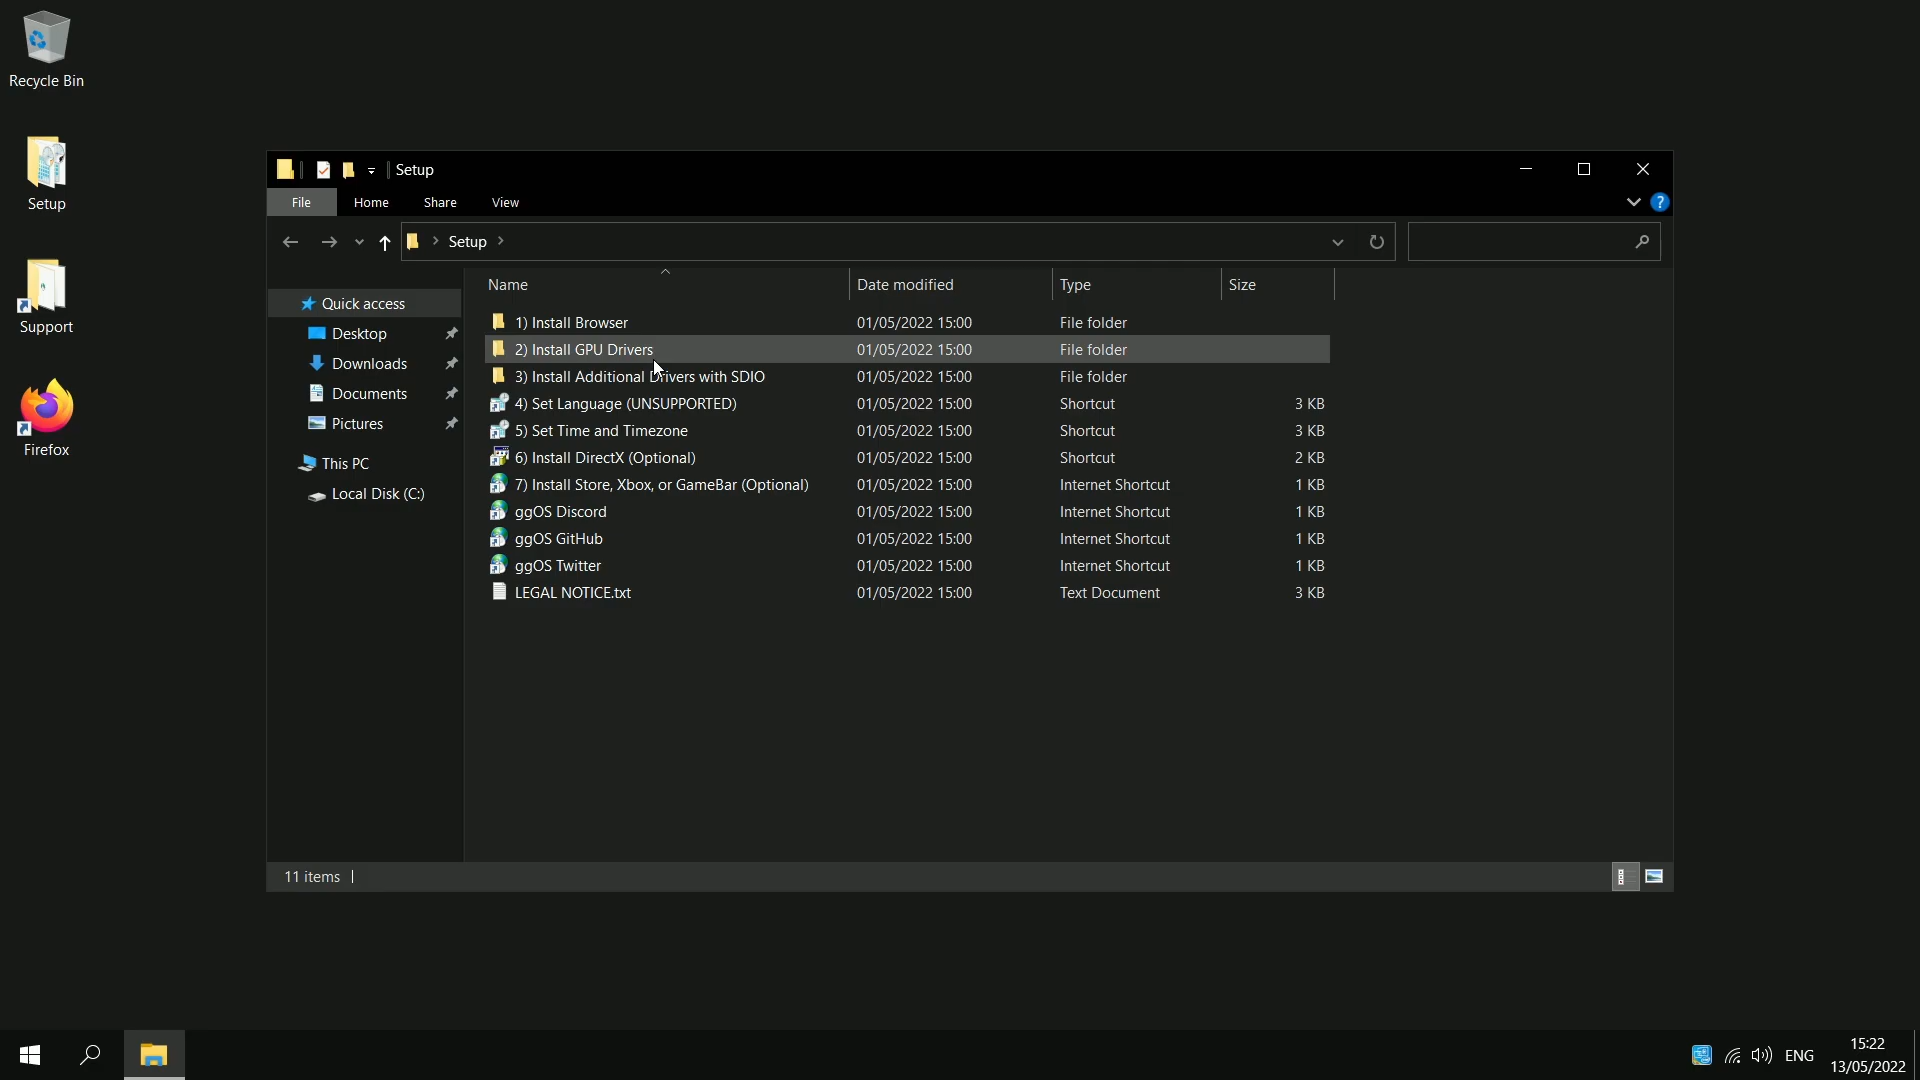 Recycle Bin
Setup
Support
Firefox
Setup
File Home Share View
Setup
Name Date modified Type Size
Quick access
Desktop
Downloads
Documents
Pictures
This PC
Local Disk (C:)
1) Install Browser 01/05/2022 15:00 File folder
2) Install GPU Drivers 01/05/2022 15:00 File folder
3) Install Additional Drivers with SDIO 01/05/2022 15:00 File folder
4) Set Language (UNSUPPORTED) 01/05/2022 15:00 Shortcut 3 KB
5) Set Time and Timezone 01/05/2022 15:00 Shortcut 3 KB
6) Install DirectX (Optional) 01/05/2022 15:00 Shortcut 2 KB
7) Install Store, Xbox, or GameBar (Optional) 01/05/2022 15:00 Internet Shortcut 1 KB
ggOS Discord 01/05/2022 15:00 Internet Shortcut 1 KB
ggOS GitHub 01/05/2022 15:00 Internet Shortcut 1 KB
ggOS Twitter 01/05/2022 15:00 Internet Shortcut 1 KB
LEGAL NOTICE.txt 01/05/2022 15:00 Text Document 3 KB
11 items
ENG
15:22
13/05/2022